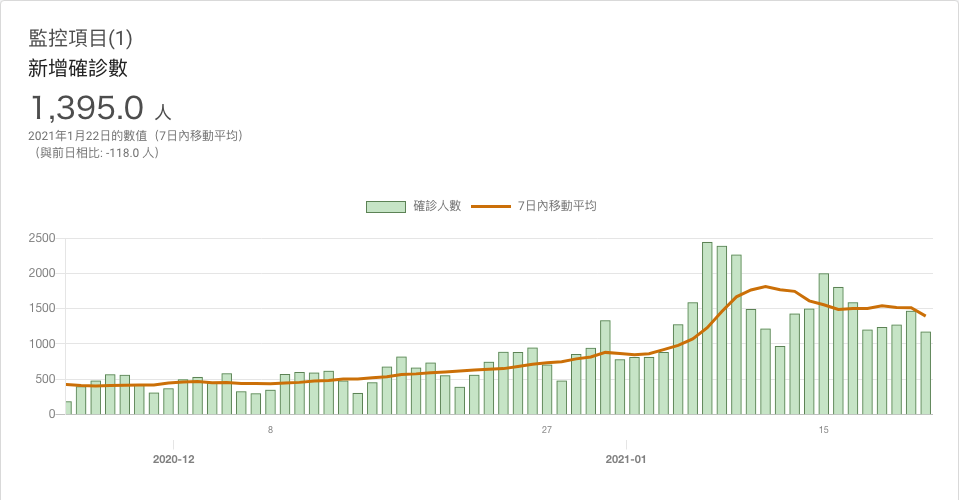 監控項目(1)
新增確診數
1,395.0 人
2021年1月22日的數值（7日內移動平均）
（與前日相比: -118.0 人）
確診人數 7日內移動平均
2500
2000
1500
1000
500
0
8 27 15
2020-12 2021-01